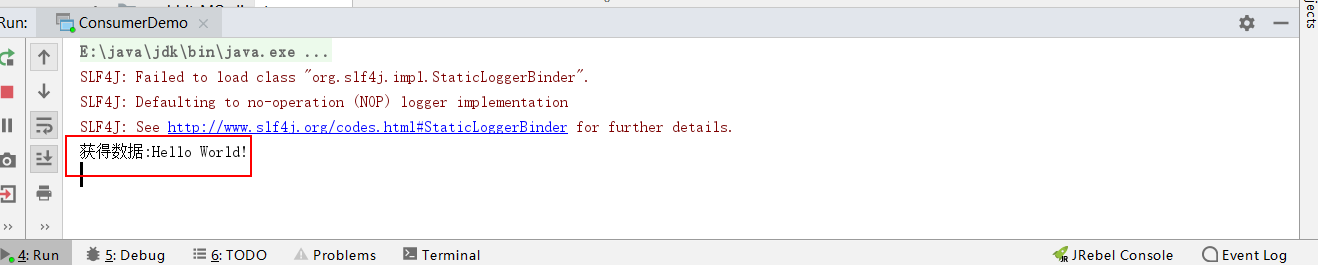 Run: ConsumerDemo ×
E:\java\jdk\bin\java.exe ...
SLF4J: Failed to load class "org.slf4j.impl.StaticLoggerBinder".
SLF4J: Defaulting to no-operation (NOP) logger implementation
SLF4J: See http://www.slf4j.org/codes.html#StaticLoggerBinder for further details.
获得数据:Hello World!
4: Run 5: Debug 6: TODO Problems Terminal JRebel Console Event Log